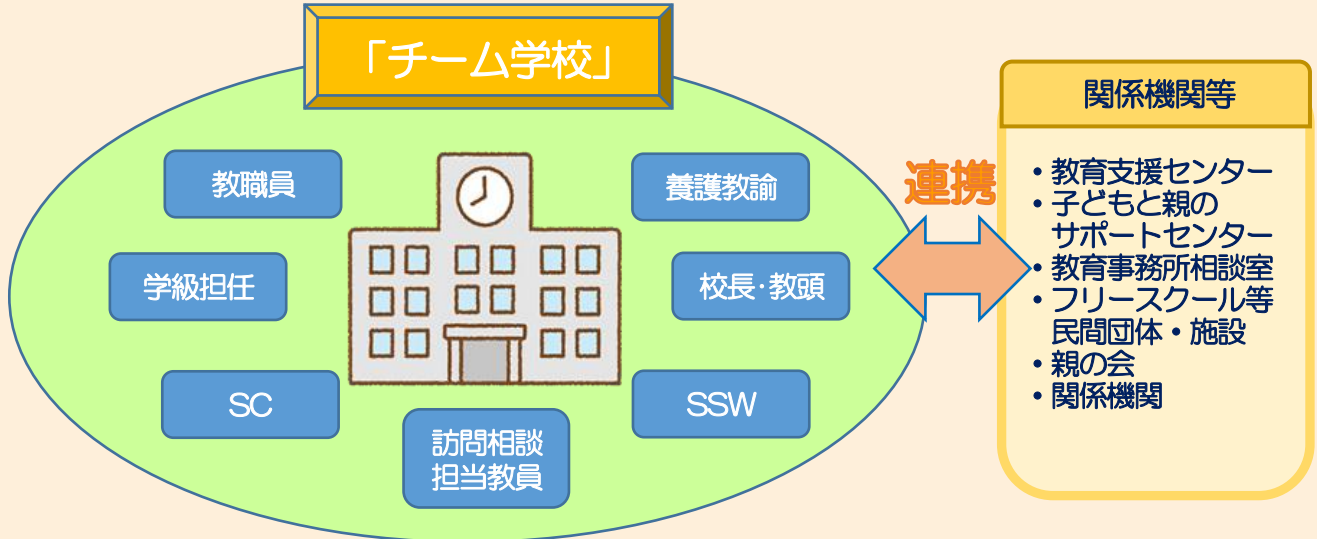 「チーム学校」
教職員
養護教諭
学級担任
校長・教頭
SC
SSW
訪問相談
担当教員
連携
関係機関等
・教育支援センター
・子どもと親の
サポートセンター
・教育事務所相談室
・フリースクール等
民間団体・施設
・親の会
・関係機関